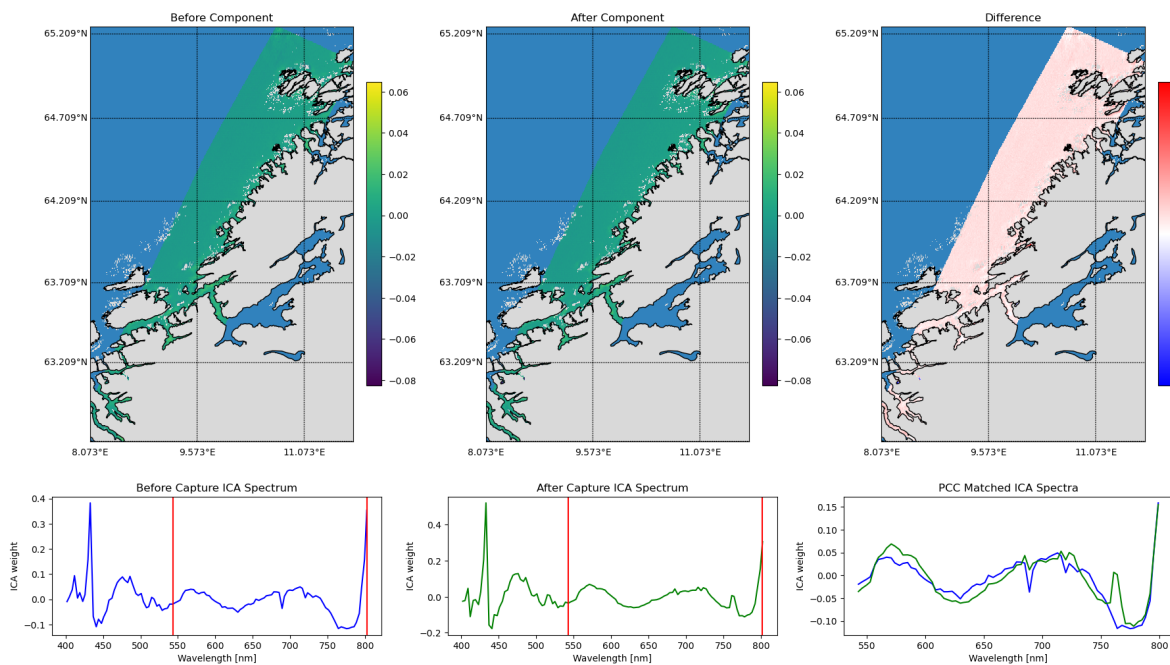 Before Component
After Component
Difference
65.209°N
64.709°N
64.209°N
63.709°N
63.209°N
8.073°E
9.573°E
11.073°E
0.06
0.04
0.02
0.00
−0.02
−0.04
−0.06
−0.08
65.209°N
64.709°N
64.209°N
63.709°N
63.209°N
8.073°E
9.573°E
11.073°E
0.06
0.04
0.02
0.00
−0.02
−0.04
−0.06
−0.08
65.209°N
64.709°N
64.209°N
63.709°N
63.209°N
8.073°E
9.573°E
11.073°E
Before Capture ICA Spectrum
ICA weight
0.4
0.3
0.2
0.1
0.0
−0.1
400
450
500
550
600
650
700
750
800
Wavelength [nm]
After Capture ICA Spectrum
ICA weight
0.4
0.2
0.0
−0.2
400
450
500
550
600
650
700
750
800
Wavelength [nm]
PCC Matched ICA Spectra
ICA weight
0.15
0.10
0.05
0.00
−0.05
−0.10
550
600
650
700
750
800
Wavelength [nm]